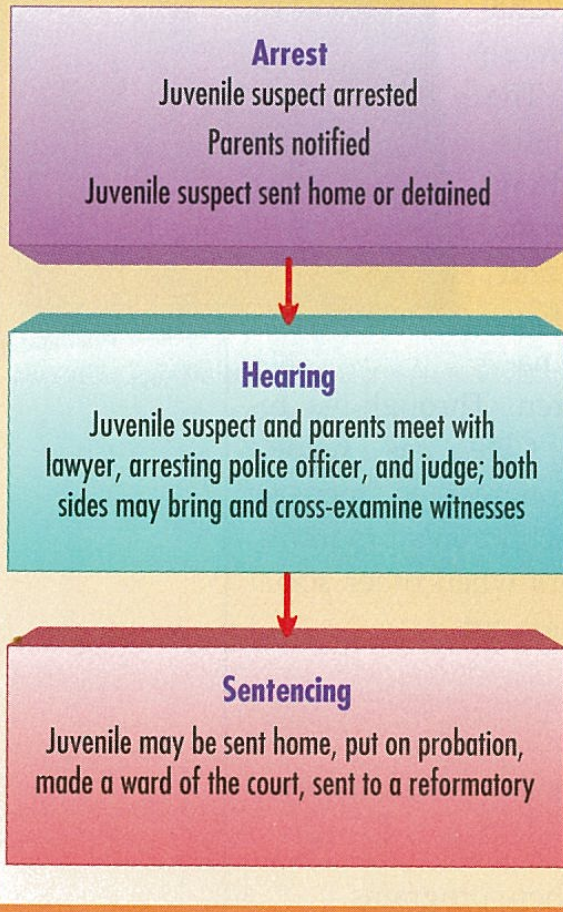 Arrest
Juvenile suspect arrested
Parents notified
Juvenile suspect sent home or detained
Hearing
Juvenile suspect and parents meet with
lawyer, arresting police officer, and judge; both
sides may bring and cross-examine witnesses
Sentencing
Juvenile may be sent home, put on probation,
made a ward of the court, sent to a reformatory